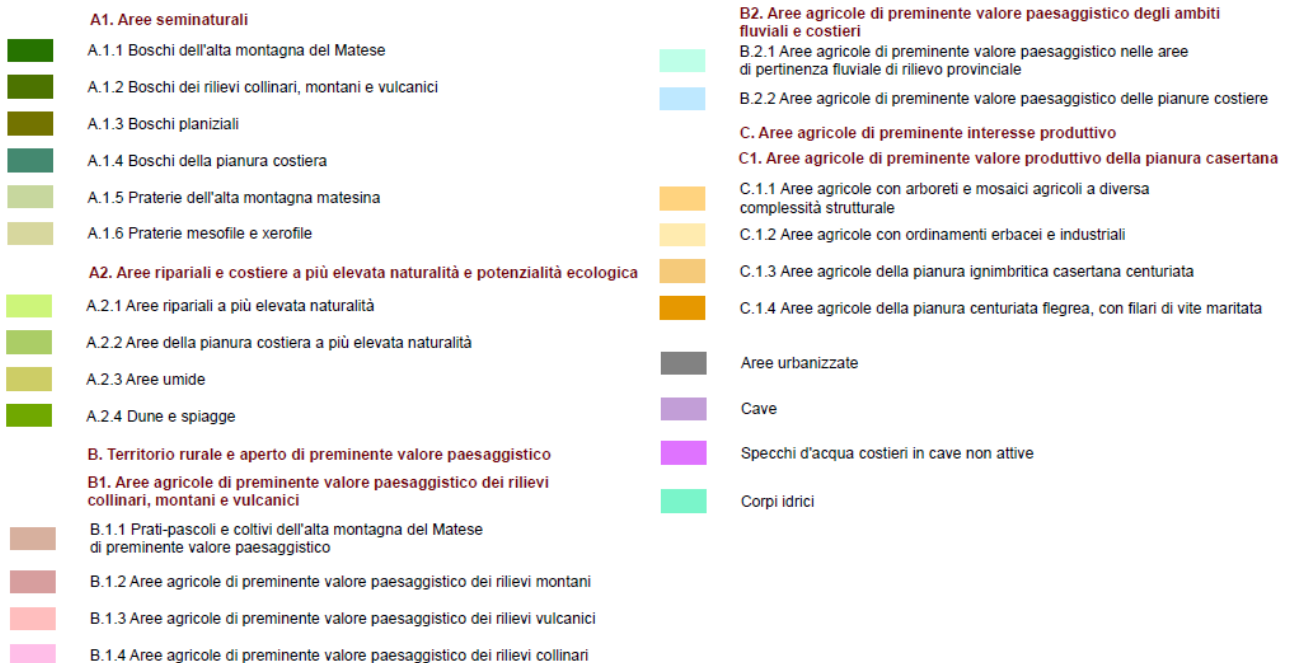 A1. Aree seminaturali
A.1.1 Boschi dell'alta montagna del Matese
A.1.2 Boschi dei rilievi collinari, montani e vulcanici
A.1.3 Boschi planiziali
A.1.4 Boschi della pianura costiera
A.1.5 Praterie dell'alta montagna matesina
A.1.6 Praterie mesofile e xerofile
A2. Aree ripariali e costiere a più elevata naturalità e potenzialità ecologica
A.2.1 Aree ripariali a più elevata naturalità
A.2.2 Aree della pianura costiera a più elevata naturalità
A.2.3 Aree umide
A.2.4 Dune e spiagge
B. Territorio rurale e aperto di preminente valore paesaggistico
B1. Aree agricole di preminente valore paesaggistico dei rilievi
collinari, montani e vulcanici
B.1.1 Prati-pascoli e coltivi dell'alta montagna del Matese
di preminente valore paesaggistico
B.1.2 Aree agricole di preminente valore paesaggistico dei rilievi montani
B.1.3 Aree agricole di preminente valore paesaggistico dei rilievi vulcanici
B.1.4 Aree agricole di preminente valore paesaggistico dei rilievi collinari
B2. Aree agricole di preminente valore paesaggistico degli ambiti
fluviali e costieri
B.2.1 Aree agricole di preminente valore paesaggistico nelle aree
di pertinenza fluviale di rilievo provinciale
B.2.2 Aree agricole di preminente valore paesaggistico delle pianure costiere
C. Aree agricole di preminente interesse produttivo
C1. Aree agricole di preminente valore produttivo della pianura casertana
C.1.1 Aree agricole con arboreti e mosaici agricoli a diversa
complessità strutturale
C.1.2 Aree agricole con ordinamenti erbacei e industriali
C.1.3 Aree agricole della pianura ignimbritica casertana centuriata
C.1.4 Aree agricole della pianura centuriata flegrea, con filari di vite maritata
Aree urbanizzate
Cave
Specchi d'acqua costieri in cave non attive
Corpi idrici